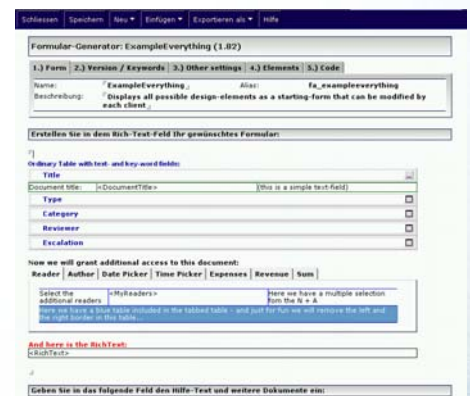 Schliessen Speichern Neu Einfügen Exportieren als Hilfe
Formular-Generator: ExampleEverything (1.82)
1.) Form 2.) Version / Keywords 3.) Other settings 4.) Elements 5.) Code
Name: ExampleEverything Alias: fa_exampleeverything
Beschreibung: Displays all possible design-elements as a starting-form that can be modified by
each client
Erstellen Sie in dem Rich-Text-Feld Ihr gewünschtes Formular:
Ordinary Table with text- and key-word fields:
Title
Document title: <DocumentTitle> (this is a simple text-field)
Type
Category
Reviewer
Escalation
Now we will grant additional access to this document:
Reader Author Date Picker Time Picker Expenses Revenue Sum
Select the <MyReaders> Here we have a multiple selection
additional readers from the N + A
Here we have a blue table included in the tabbed table - and just for fun we will remove the left and
the right border in this table...
And here is the RichText:
<RichText>
Geben Sie in das folgende Feld den Hilfe-Text und weitere Dokumente ein: